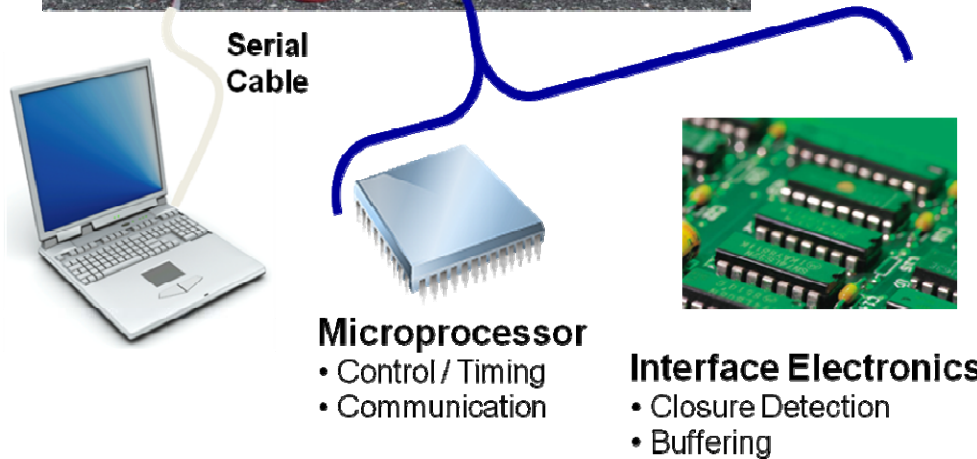 Serial
Cable
Microprocessor
• Control / Timing
• Communication
Interface Electronics
• Closure Detection
• Buffering